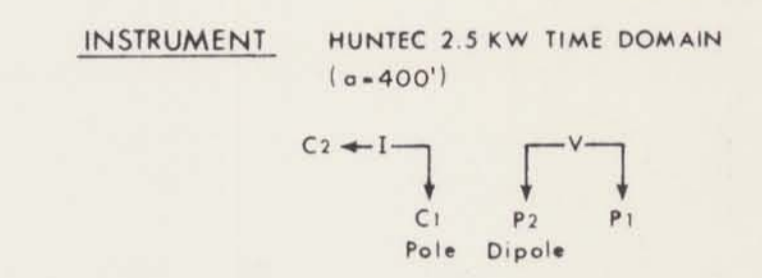 INSTRUMENT HUNTEC 2.5 KW TIME DOMAIN
(a=400')
C2 I V
C1 P2 P1
Pole Dipole